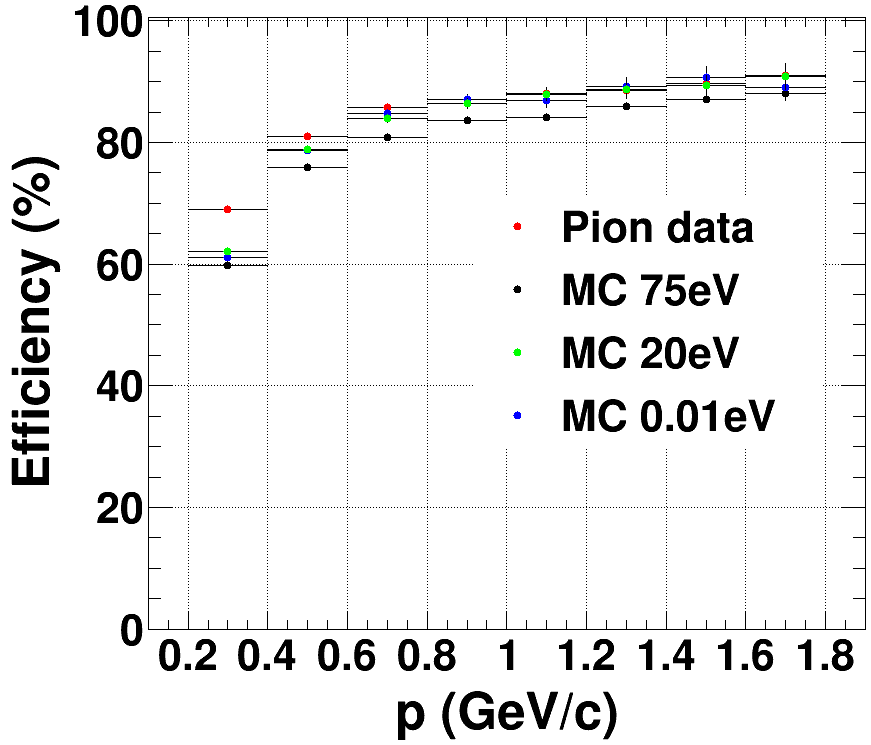 100
80
60
40
20
0
Efficiency (%)
Pion data
MC 75eV
MC 20eV
MC 0.01eV
0.2 0.4 0.6 0.8 1 1.2 1.4 1.6 1.8
p (GeV/c)